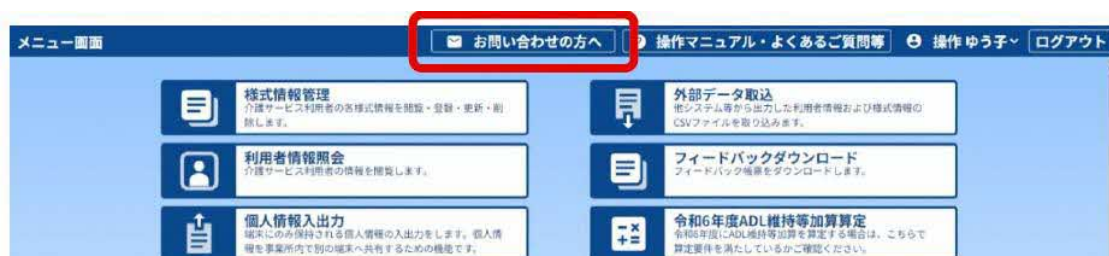 メニュー画面
お問い合わせの方へ
操作マニュアル・よくあるご質問等
操作 ゆう子
ログアウト
様式情報管理
介護サービス利用者の各様式情報を閲覧・登録・更新・削
除します。
外部データ取込
他システム等から出力した利用者情報および様式情報の
CSVファイルを取り込みます。
利用者情報照会
介護サービス利用者の情報を閲覧します。
フィードバックダウンロード
フィードバック帳票をダウンロードします。
個人情報入出力
端末にのみ保持される個人情報の入出力をします。個人情
報を事業所内で別の端末へ共有するための機能です。
令和6年度ADL維持等加算算定
令和6年度にADL維持等加算を算定する場合は、こちらで
算定要件を満たしているかご確認ください。